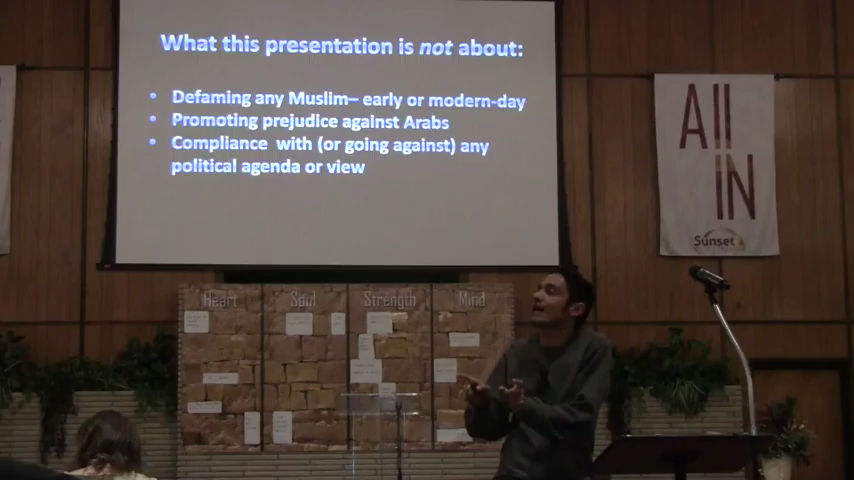 What this presentation is not about:
• Defaming any Muslim– early or modern-day
• Promoting prejudice against Arabs
• Compliance with (or going against) any
political agenda or view
All
IN
Sunset
Heart
Soul
Strength
Mind